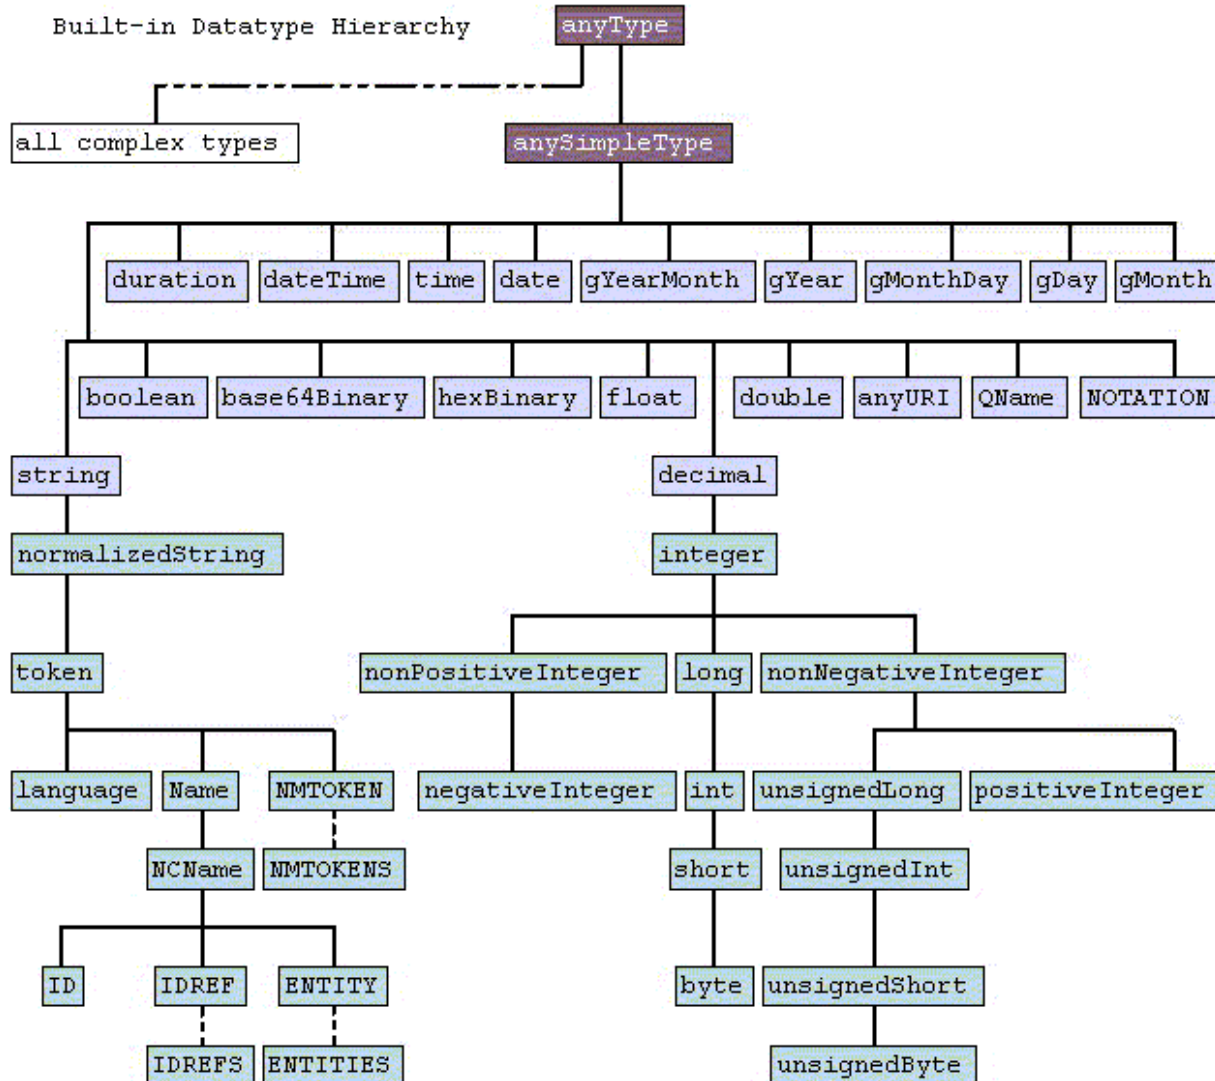 Built-in Datatype Hierarchy anyType
all complex types anySimpleType
duration dateTime time date gYearMonth gYear gMonthDay gDay gMonth
boolean base64Binary hexBinary float double anyURI QName NOTATION
string decimal
normalizedString integer
token nonPositiveInteger long nonNegativeInteger
language Name NMTOKEN negativeInteger int unsignedLong positiveInteger
NCName NMTOKENS short unsignedInt
ID IDREF ENTITY byte unsignedShort
IDREFS ENTITIES unsignedByte